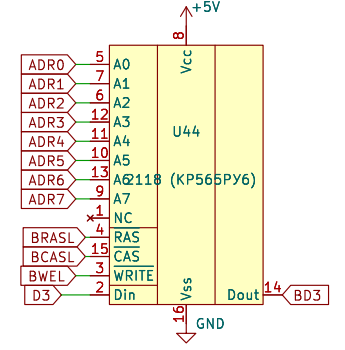 +5V
8
Vcc
ADR0 5 A0
ADR1 7 A1
ADR2 6 A2
ADR3 12 A3
U44
ADR4 11 A4
ADR5 10 A5
ADR6 13 A6 2118 (КР565РУ6)
ADR7 9 A7
1 NC
BRASL 4 RAS
BCASL 15 CAS
BWEL 3 WRITE
D3 2 Din Vss Dout 14 BD3
16
GND